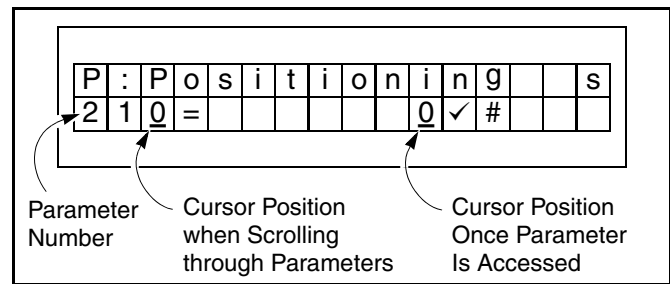 P:Positioning s
210= 0✓#
Parameter Number
Cursor Position when Scrolling through Parameters
Cursor Position Once Parameter Is Accessed